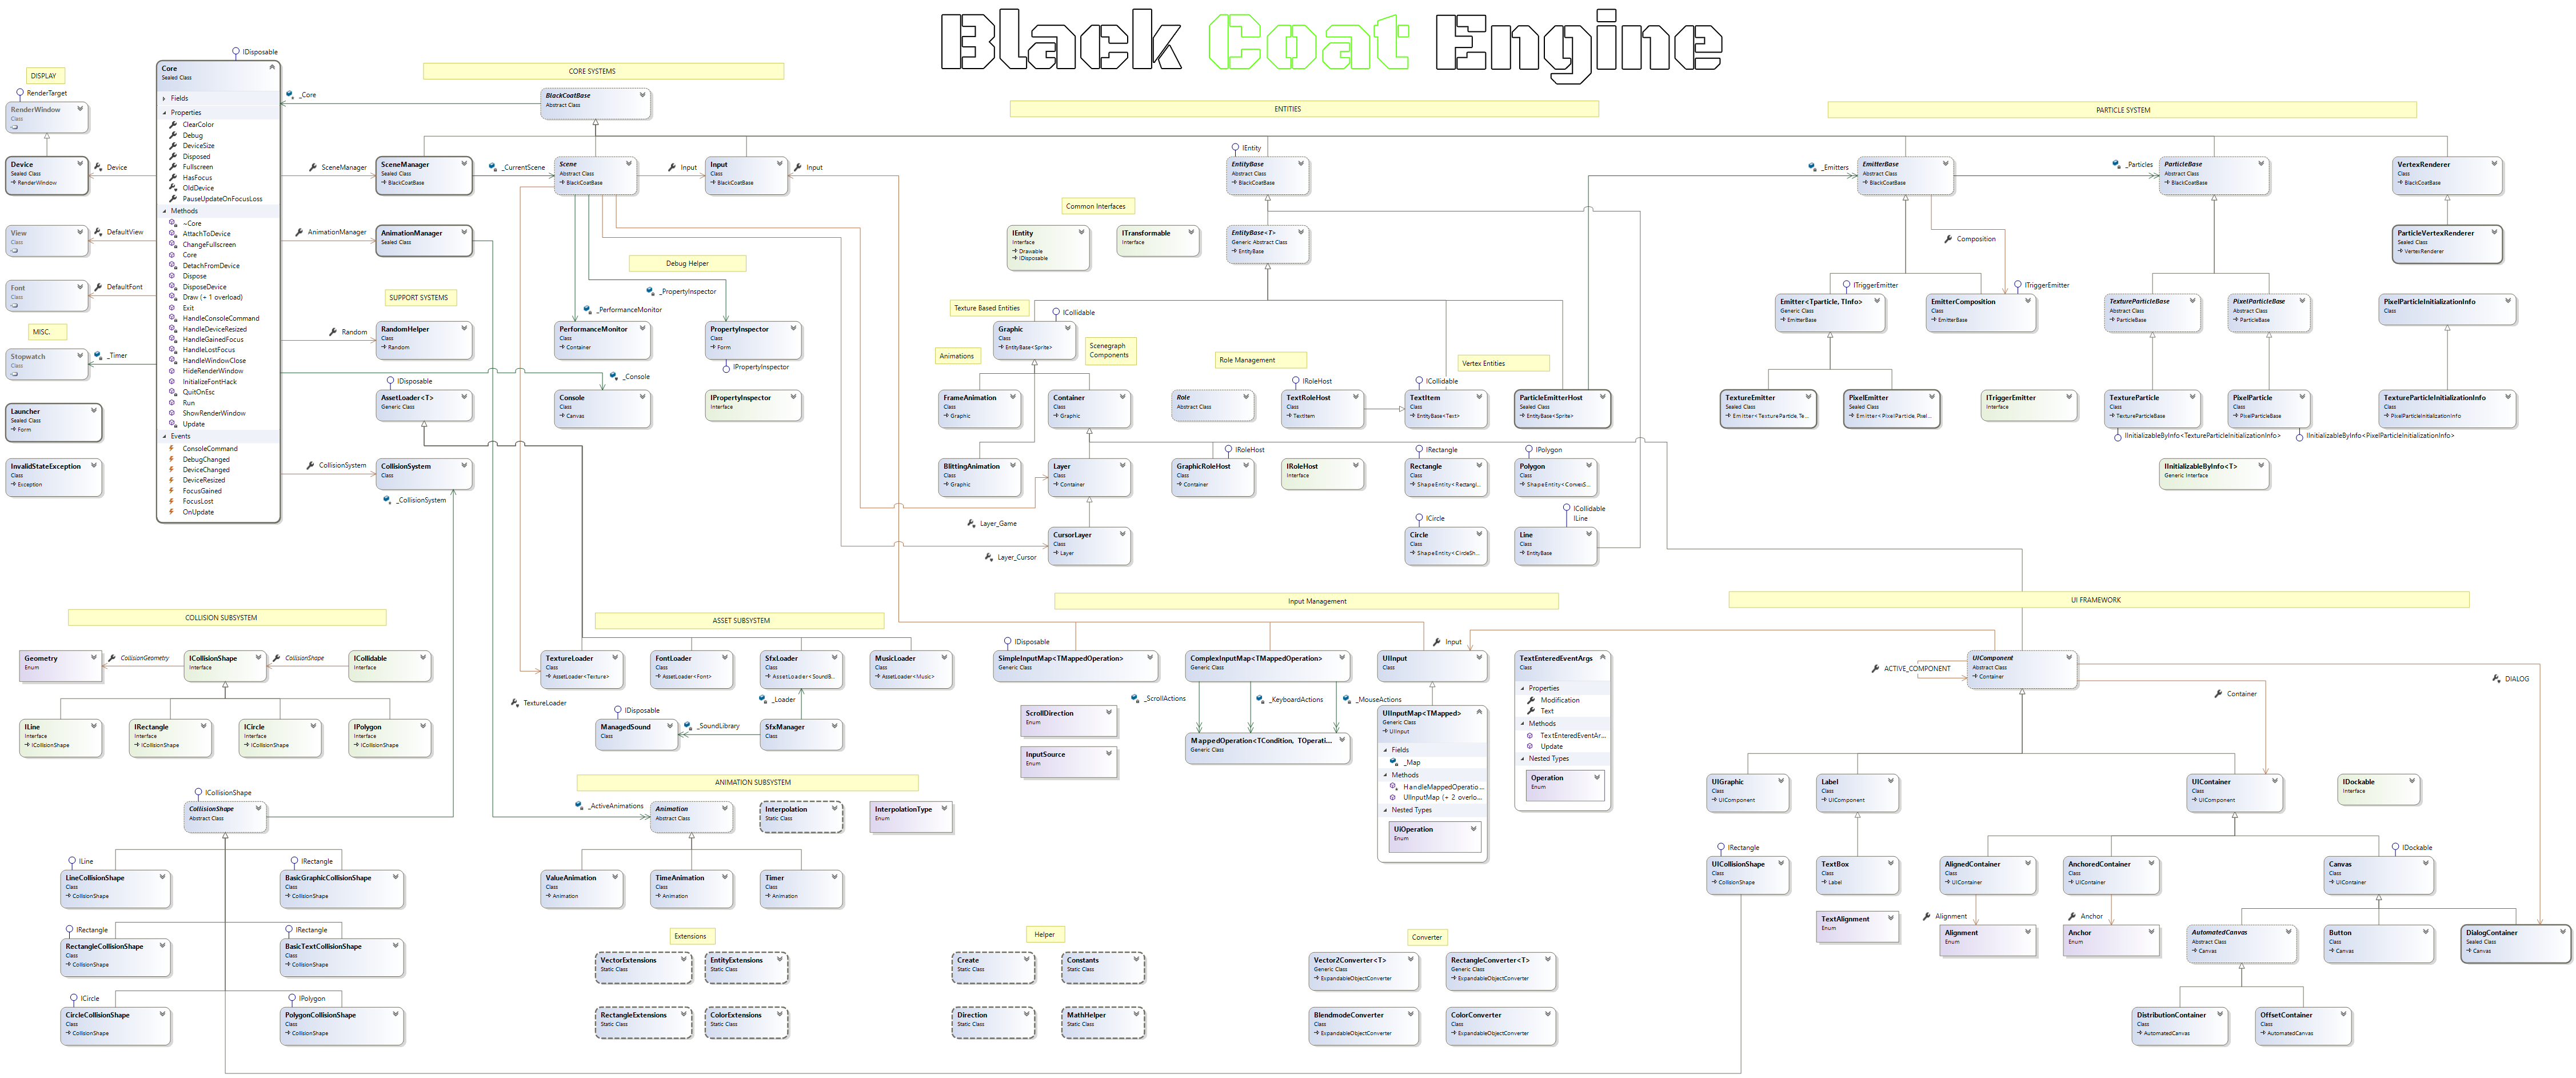 Black Coat Engine
DISPLAY
RenderTarget
RenderWindow
Class
Device
Sealed Class
RenderWindow
Device
View
Class
DefaultView
Font
Class
DefaultFont
MISC.
Stopwatch
Class
_Timer
Launcher
Class
Form
InvalidStateException
Class
Exception
IDisposable
Core
Sealed Class
Fields
Properties
ClearColor
Debug
DeviceSize
Disposed
Fullscreen
HasFocus
OldDevice
PauseUpdateOnFocusLoss
Methods
~Core
AttachToDevice
ChangeFullscreen
Core
DetachFromDevice
Dispose
DisposeDevice
Draw (+ 1 overload)
Exit
HandleConsoleCommand
HandleDeviceResized
HandleGainedFocus
HandleLostFocus
HandleWindowClose
HideRenderWindow
InitializeFontHack
QuitOnEsc
Run
ShowRenderWindow
Update
Events
ConsoleCommand
DebugChanged
DeviceChanged
DeviceResized
FocusGained
FocusLost
OnUpdate
CORE SYSTEMS
_Core
BlackCoatBase
Abstract Class
SceneManager
SceneManager
Sealed Class
BlackCoatBase
_CurrentScene
Scene
Abstract Class
BlackCoatBase
Input
Input
Class
BlackCoatBase
Input
AnimationManager
AnimationManager
Sealed Class
SUPPORT SYSTEMS
Random
RandomHelper
Class
Random
IDisposable
AssetLoader<T>
Generic Class
CollisionSystem
CollisionSystem
Class
_CollisionSystem
Debug Helper
_PropertyInspector
_PerformanceMonitor
PerformanceMonitor
Class
Container
PropertyInspector
Class
Form
IPropertyInspector
_Console
Console
Class
Canvas
IPropertyInspector
Interface
ENTITIES
IEntity
EntityBase
Abstract Class
BlackCoatBase
Common Interfaces
IEntity
Interface
Drawable
IDisposable
ITransformable
Interface
EntityBase<T>
Generic Abstract Class
EntityBase
Texture Based Entities
ICollidable
Graphic
Class
EntityBase<Sprite>
Animations
Scenegraph
Components
Role Management
Vertex Entities
FrameAnimation
Class
Graphic
Container
Class
Graphic
Role
Abstract Class
IRoleHost
TextRoleHost
Class
TextItem
ICollidable
TextItem
Class
EntityBase<Text>
ParticleEmitterHost
Sealed Class
EntityBase<Sprite>
BlittingAnimation
Class
Graphic
Layer
Class
Container
IRoleHost
GraphicRoleHost
Class
Container
IRoleHost
Interface
IRectangle
Rectangle
Class
ShapeEntity<Rectangl...
IPolygon
Polygon
Class
ShapeEntity<ConvexS...
Layer_Game
Layer_Cursor
CursorLayer
Class
Layer
ICircle
Circle
Class
ShapeEntity<CircleSh...
ICollidable
ILine
Line
Class
EntityBase
PARTICLE SYSTEM
_Emitters
EmitterBase
Abstract Class
BlackCoatBase
_Particles
ParticleBase
Abstract Class
BlackCoatBase
VertexRenderer
Class
BlackCoatBase
Composition
ParticleVertexRenderer
Sealed Class
VertexRenderer
ITriggerEmitter
Emitter<Tparticle, TInfo>
Generic Class
EmitterBase
ITriggerEmitter
EmitterComposition
Class
EmitterBase
TextureParticleBase
Abstract Class
ParticleBase
PixelParticleBase
Abstract Class
ParticleBase
PixelParticleInitializationInfo
Class
TextureEmitter
Sealed Class
Emitter<TextureParticle, Te...
PixelEmitter
Sealed Class
Emitter<PixelParticle, Pixel...
ITriggerEmitter
Interface
TextureParticle
Class
TextureParticleBase
PixelParticle
Class
PixelParticleBase
TextureParticleInitializationInfo
Class
PixelParticleInitializationInfo
IInitializableByInfo<TextureParticleInitializationInfo>
IInitializableByInfo<PixelParticleInitializationInfo>
IInitializableByInfo<T>
Generic Interface
COLLISION SUBSYSTEM
Geometry
Enum
CollisionGeometry
ICollisionShape
Interface
CollisionShape
ICollidable
Interface
ILine
Interface
ICollisionShape
IRectangle
Interface
ICollisionShape
ICircle
Interface
ICollisionShape
IPolygon
Interface
ICollisionShape
ICollisionShape
CollisionShape
Abstract Class
ILine
LineCollisionShape
Class
CollisionShape
IRectangle
BasicGraphicCollisionShape
Class
CollisionShape
IRectangle
RectangleCollisionShape
Class
CollisionShape
IRectangle
BasicTextCollisionShape
Class
CollisionShape
ICircle
CircleCollisionShape
Class
CollisionShape
IPolygon
PolygonCollisionShape
Class
CollisionShape
ASSET SUBSYSTEM
TextureLoader
Class
AssetLoader<Texture>
FontLoader
Class
AssetLoader<Font>
SfxLoader
Class
AssetLoader<SoundB...
MusicLoader
Class
AssetLoader<Music>
TextureLoader
IDisposable
_Loader
ManagedSound
Class
_SoundLibrary
SfxManager
Class
ANIMATION SUBSYSTEM
_ActiveAnimations
Animation
Abstract Class
Interpolation
Static Class
InterpolationType
Enum
ValueAnimation
Class
Animation
TimeAnimation
Class
Animation
Timer
Class
Animation
Extensions
VectorExtensions
Static Class
EntityExtensions
Static Class
RectangleExtensions
Static Class
ColorExtensions
Static Class
Helper
Create
Static Class
Constants
Static Class
Direction
Static Class
MathHelper
Static Class
Converter
Vector2Converter<T>
Generic Class
ExpandableObjectConverter
RectangleConverter<T>
Generic Class
ExpandableObjectConverter
BlendmodeConverter
Class
ExpandableObjectConverter
ColorConverter
Class
ExpandableObjectConverter
Input Management
IDisposable
SimpleInputMap<TMappedOperation>
Generic Class
ComplexInputMap<TMappedOperation>
Generic Class
Input
UIInput
Class
TextEnteredEventArgs
Class
Properties
Modification
Text
Methods
TextEnteredEventAr...
Update
Nested Types
Operation
Enum
_ScrollActions
_KeyboardActions
_MouseActions
ScrollDirection
Enum
InputSource
Enum
MappedOperation<TCondition, TOperati...
Generic Class
UIInputMap<TMapped>
Generic Class
UIInput
Fields
_Map
Methods
HandleMappedOperatio...
UIInputMap (+ 2 overlo...
Nested Types
UiOperation
Enum
UI FRAMEWORK
ACTIVE_COMPONENT
UIComponent
Abstract Class
Container
Container
DIALOG
UIGraphic
Class
UIComponent
Label
Class
UIComponent
UIContainer
Class
UIComponent
IDockable
Interface
IRectangle
UICollisionShape
Class
CollisionShape
TextBox
Class
Label
AlignedContainer
Class
UIContainer
AnchoredContainer
Class
UIContainer
IDockable
Canvas
Class
UIContainer
TextAlignment
Enum
Alignment
Alignment
Enum
Anchor
Anchor
Enum
AutomatedCanvas
Abstract Class
Canvas
Button
Class
Canvas
DialogContainer
Sealed Class
Canvas
DistributionContainer
Class
AutomatedCanvas
OffsetContainer
Class
AutomatedCanvas